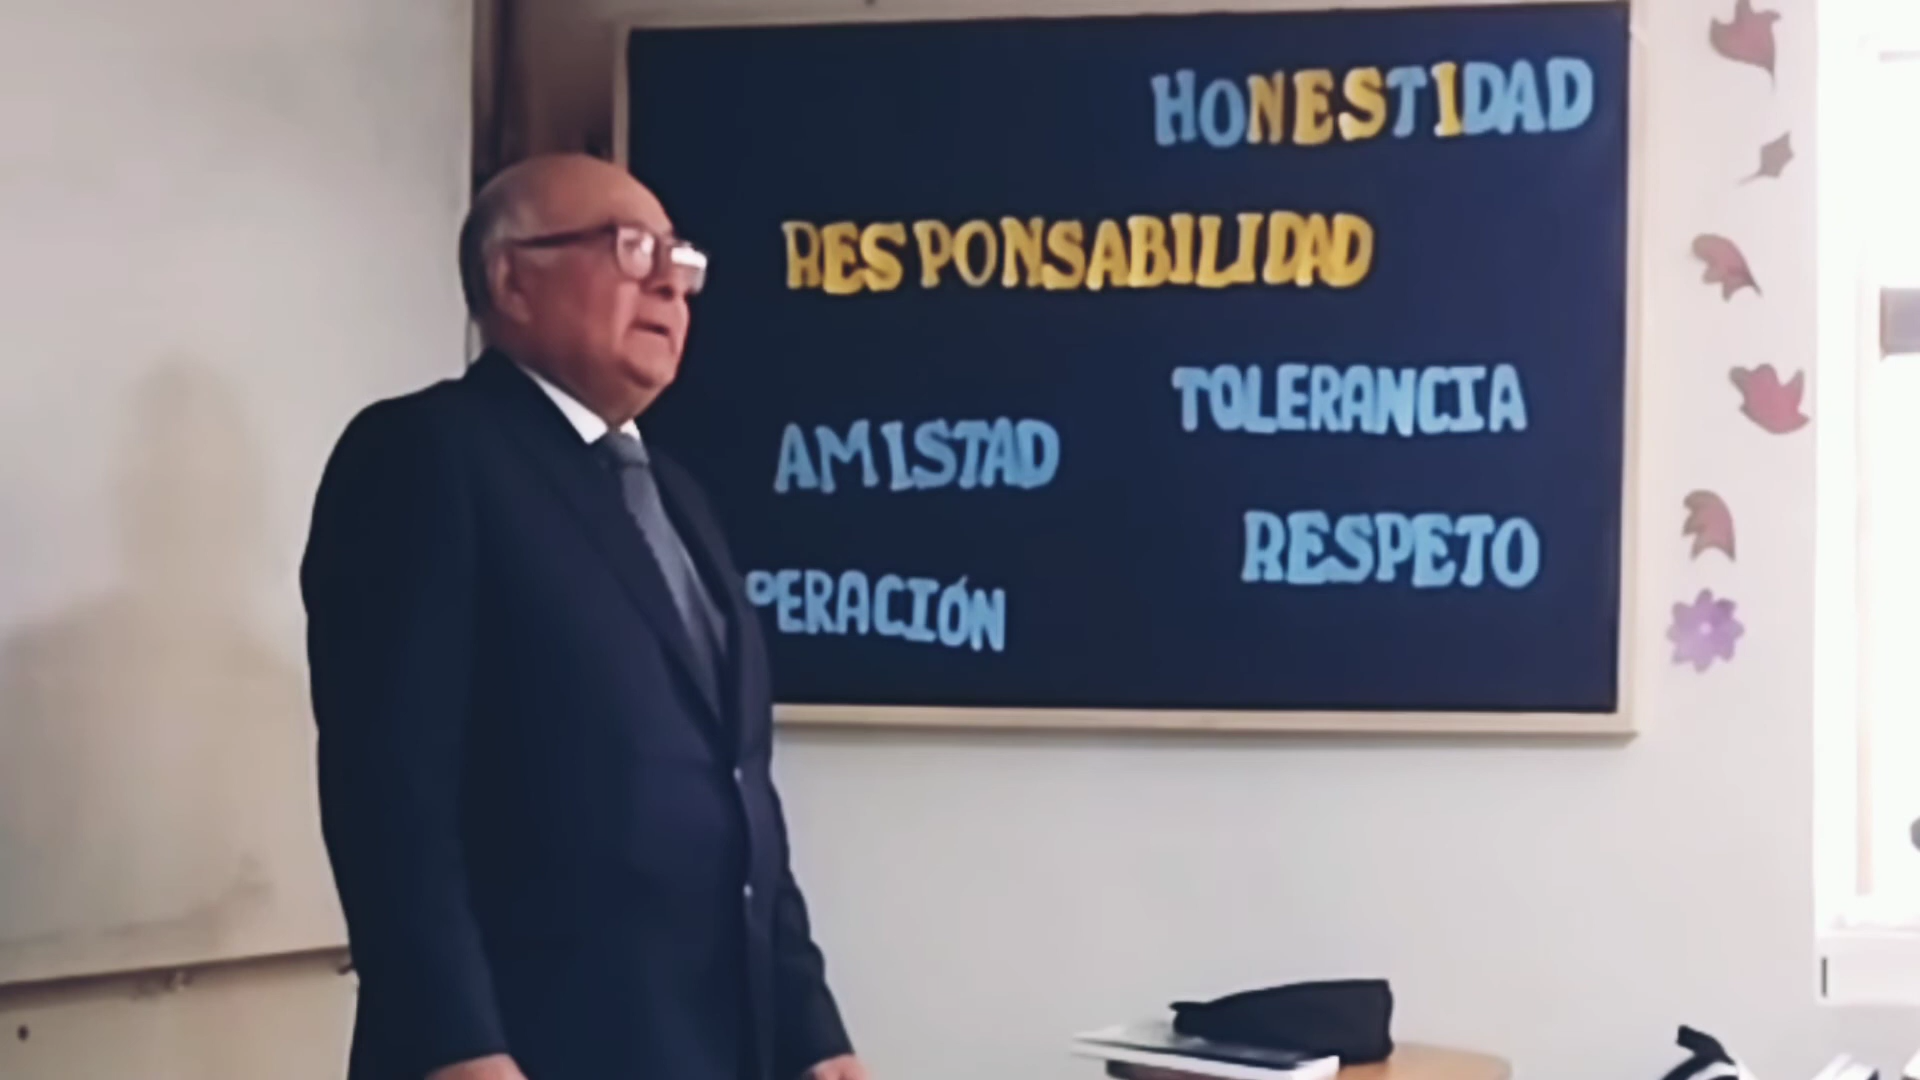 HONESTIDAD
RESPONSABILIDAD
TOLERANCIA
AMISTAD
RESPETO
PERACIÓN